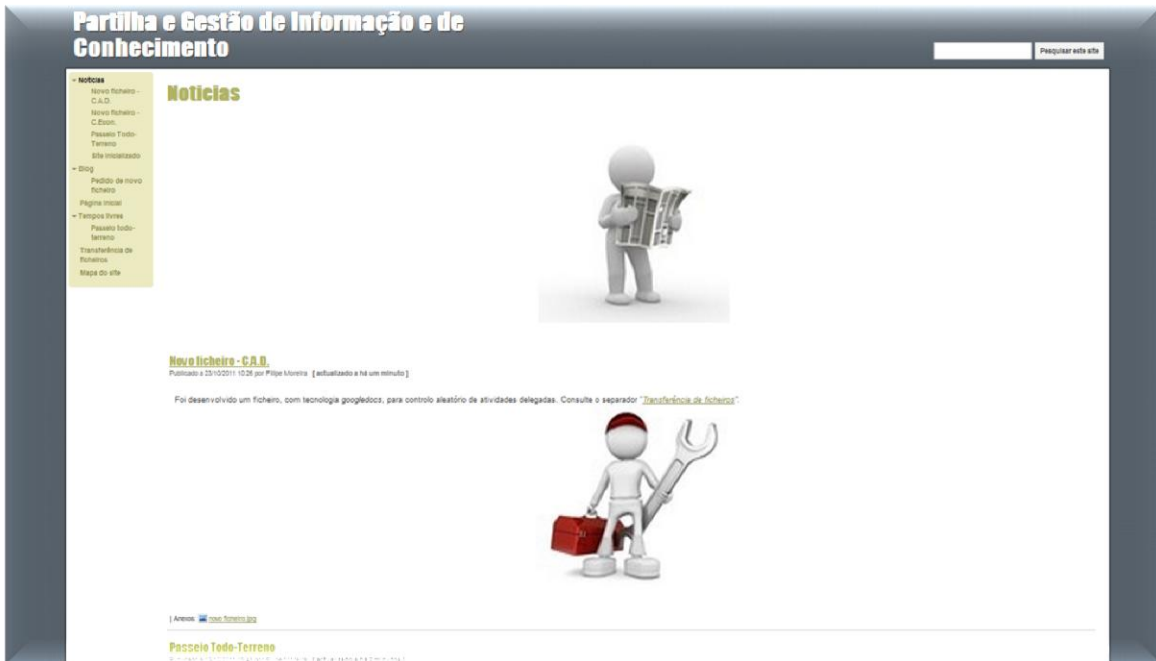 Partilha e Gestão de Informação e de
Conhecimento
Pesquisar este site
Noticias
Novo ficheiro -
C.A.D.
Novo ficheiro -
C.Econ.
Passeio Todo-
Terreno
Site inicializado
Blog
Pedido de novo
ficheiro
Página inicial
Tempos livres
Passeio todo-
terreno
Transferência de
ficheiros
Mapa do site
Noticias
Novo ficheiro - C.A.D.
Publicado a 23/10/2011 10:26 por Filipe Moreira [ actualizado a há um minuto ]
Foi desenvolvido um ficheiro, com tecnologia googledocs, para controlo aleatório de atividades delegadas. Consulte o separador "Transferência de ficheiros".
| Anexos: novo ficheiro.jpg
Passeio Todo-Terreno